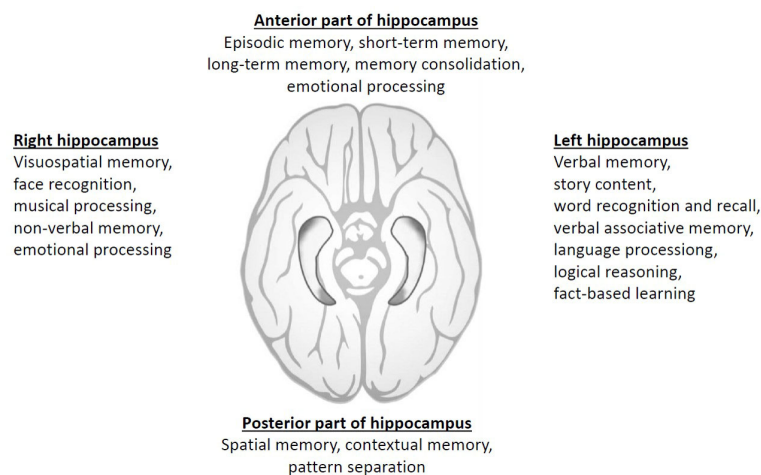 Anterior part of hippocampus
Episodic memory, short-term memory,
long-term memory, memory consolidation,
emotional processing
Right hippocampus
Visuospatial memory,
face recognition,
musical processing,
non-verbal memory,
emotional processing
Left hippocampus
Verbal memory,
story content,
word recognition and recall,
verbal associative memory,
language processiong,
logical reasoning,
fact-based learning
Posterior part of hippocampus
Spatial memory, contextual memory,
pattern separation